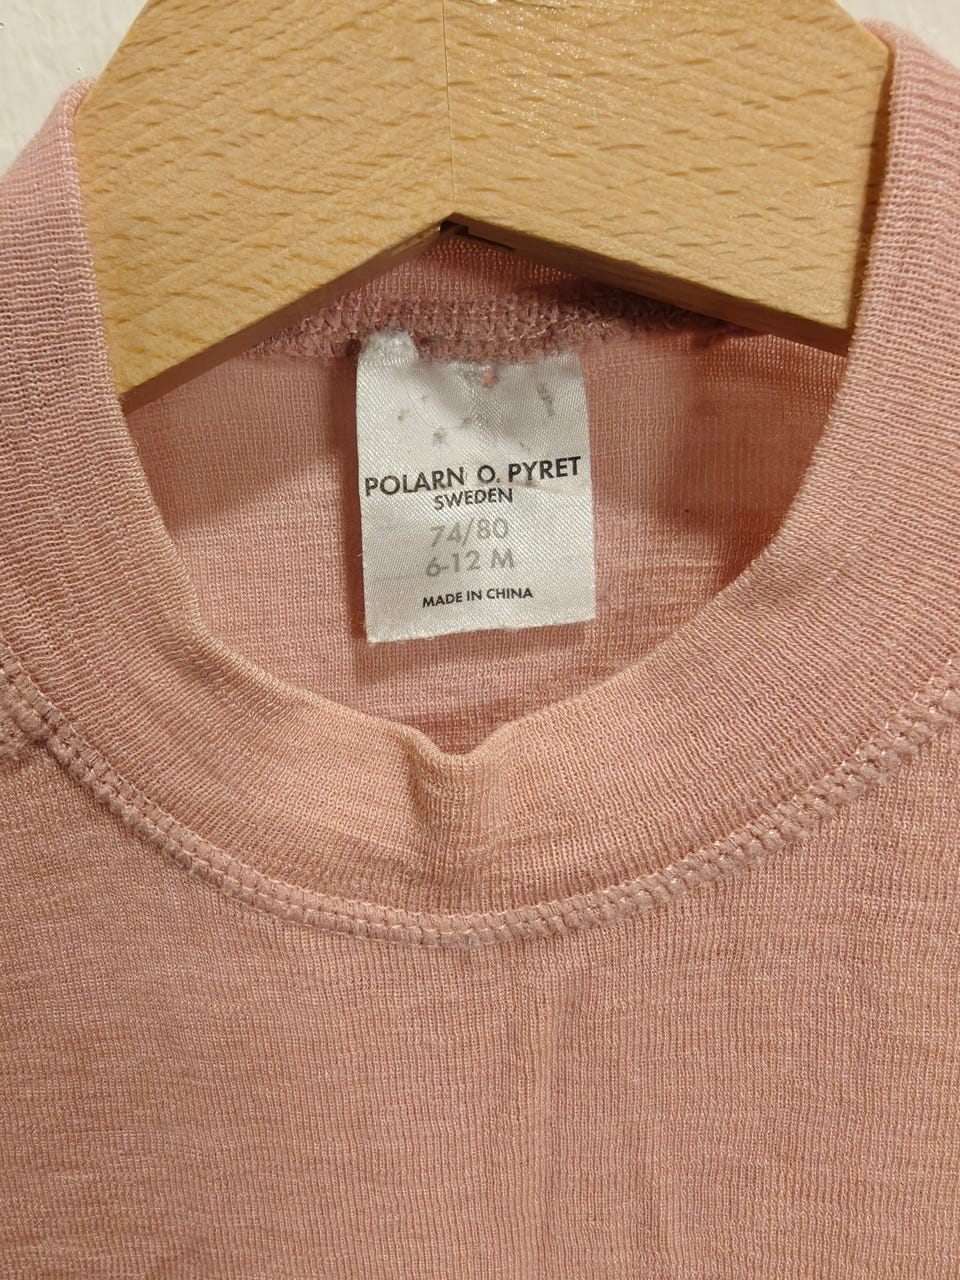 POLARN O. PYRET
SWEDEN
74/80
6-12 M
MADE IN CHINA